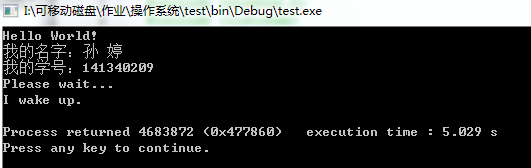 I:\可移动磁盘\作业\操作系统\test\bin\Debug\test.exe
Hello World!
我的名字：孙 婷
我的学号：141340209
Please wait...
I wake up.
Process returned 4683872 (0x477860)   execution time : 5.029 s
Press any key to continue.